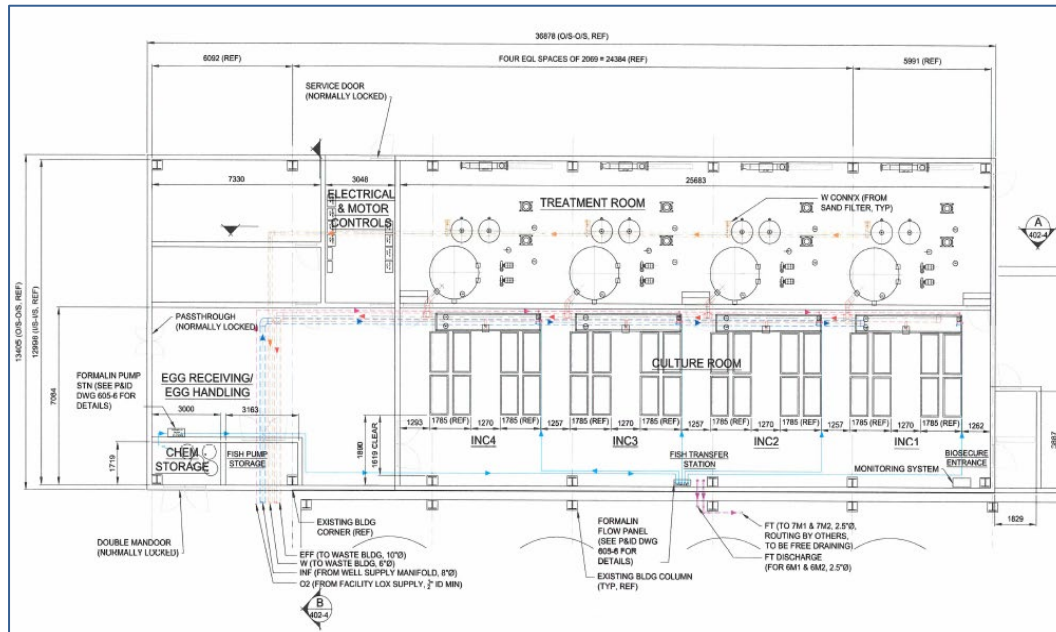 36878 (O/S-O/S, REF)
6092 (REF)
FOUR EQL SPACES OF 2069 = 24384 (REF)
5991 (REF)
SERVICE DOOR
(NORMALLY LOCKED)
7330
3048
25683
ELECTRICAL
& MOTOR
CONTROLS
TREATMENT ROOM
W CONN'X (FROM
SAND FILTER, TYP)
A
402-4
13405 (O/S-O/S, REF)
12998 (I/S-I/S, REF)
7084
PASSTHROUGH
(NORMALLY LOCKED)
CULTURE ROOM
FORMALIN PUMP
STN (SEE P&ID
DWG 605-6 FOR
DETAILS)
EGG RECEIVING/
EGG HANDLING
3000
3163
1719
CHEM
STORAGE
FISH PUMP
STORAGE
1890
1619 CLEAR
1293
1785 (REF)
1270
1785 (REF)
1257
1785 (REF)
1270
1785 (REF)
1257
1785 (REF)
1270
1785 (REF)
1257
1785 (REF)
1270
1785 (REF)
1262
INC4
INC3
INC2
INC1
FISH TRANSFER
STATION
MONITORING SYSTEM
BIOSECURE
ENTRANCE
3887
1829
DOUBLE MANDOOR
(NORMALLY LOCKED)
EXISTING BLDG
CORNER (REF)
EFF (TO WASTE BLDG, 10"Ø)
W (TO WASTE BLDG, 6"Ø)
INF (FROM WELL SUPPLY MANIFOLD, 8"Ø)
O2 (FROM FACILITY LOX SUPPLY, ½" ID MIN)
B
402-4
FORMALIN
FLOW PANEL
(SEE P&ID DWG
605-6 FOR
DETAILS)
EXISTING BLDG COLUMN
(TYP, REF)
FT (TO 7M1 & 7M2, 2.5"Ø,
ROUTING BY OTHERS,
TO BE FREE DRAINING)
FT DISCHARGE
(FOR 6M1 & 6M2, 2.5"Ø)